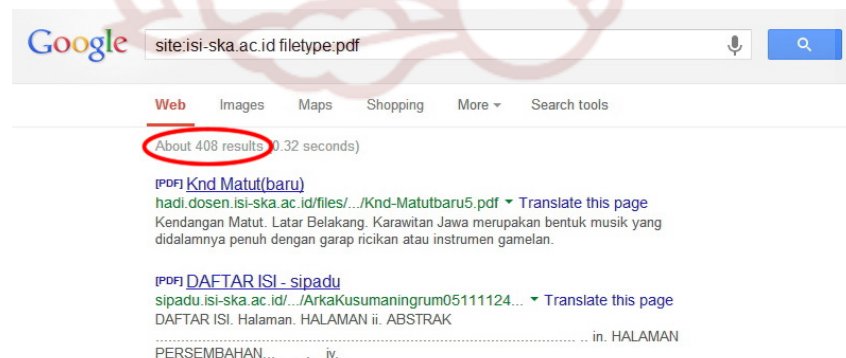 Google site:isi-ska.ac.id filetype:pdf
Web Images Maps Shopping More Search tools
About 408 results (0.32 seconds)
[PDF] Knd Matut(baru)
hadi.dosen.isi-ska.ac.id/files/.../Knd-Matutbaru5.pdf Translate this page
Kendangan Matut. Latar Belakang. Karawitan Jawa merupakan bentuk musik yang
didalamnya penuh dengan garap ricikan atau instrumen gamelan.
[PDF] DAFTAR ISI - sipadu
sipadu.isi-ska.ac.id/.../ArkaKusumaningrum05111124... Translate this page
DAFTAR ISI. Halaman. HALAMAN ii. ABSTRAK
.................................................................................... .. in. HALAMAN
PERSEMBAHAN... ...... . iv.